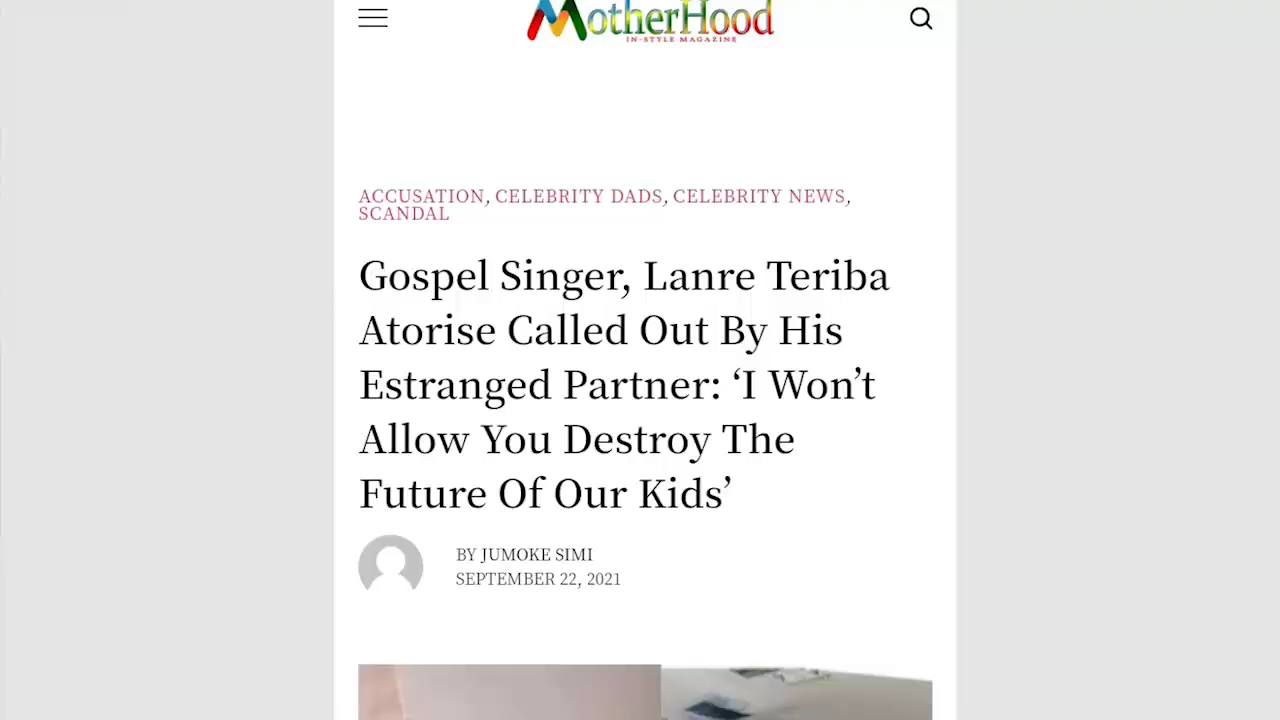 MotherHood
IN-STYLE MAGAZINE
ACCUSATION, CELEBRITY DADS, CELEBRITY NEWS,
SCANDAL
Gospel Singer, Lanre Teriba
Atorise Called Out By His
Estranged Partner: ‘I Won’t
Allow You Destroy The
Future Of Our Kids’
BY JUMOKE SIMI
SEPTEMBER 22, 2021